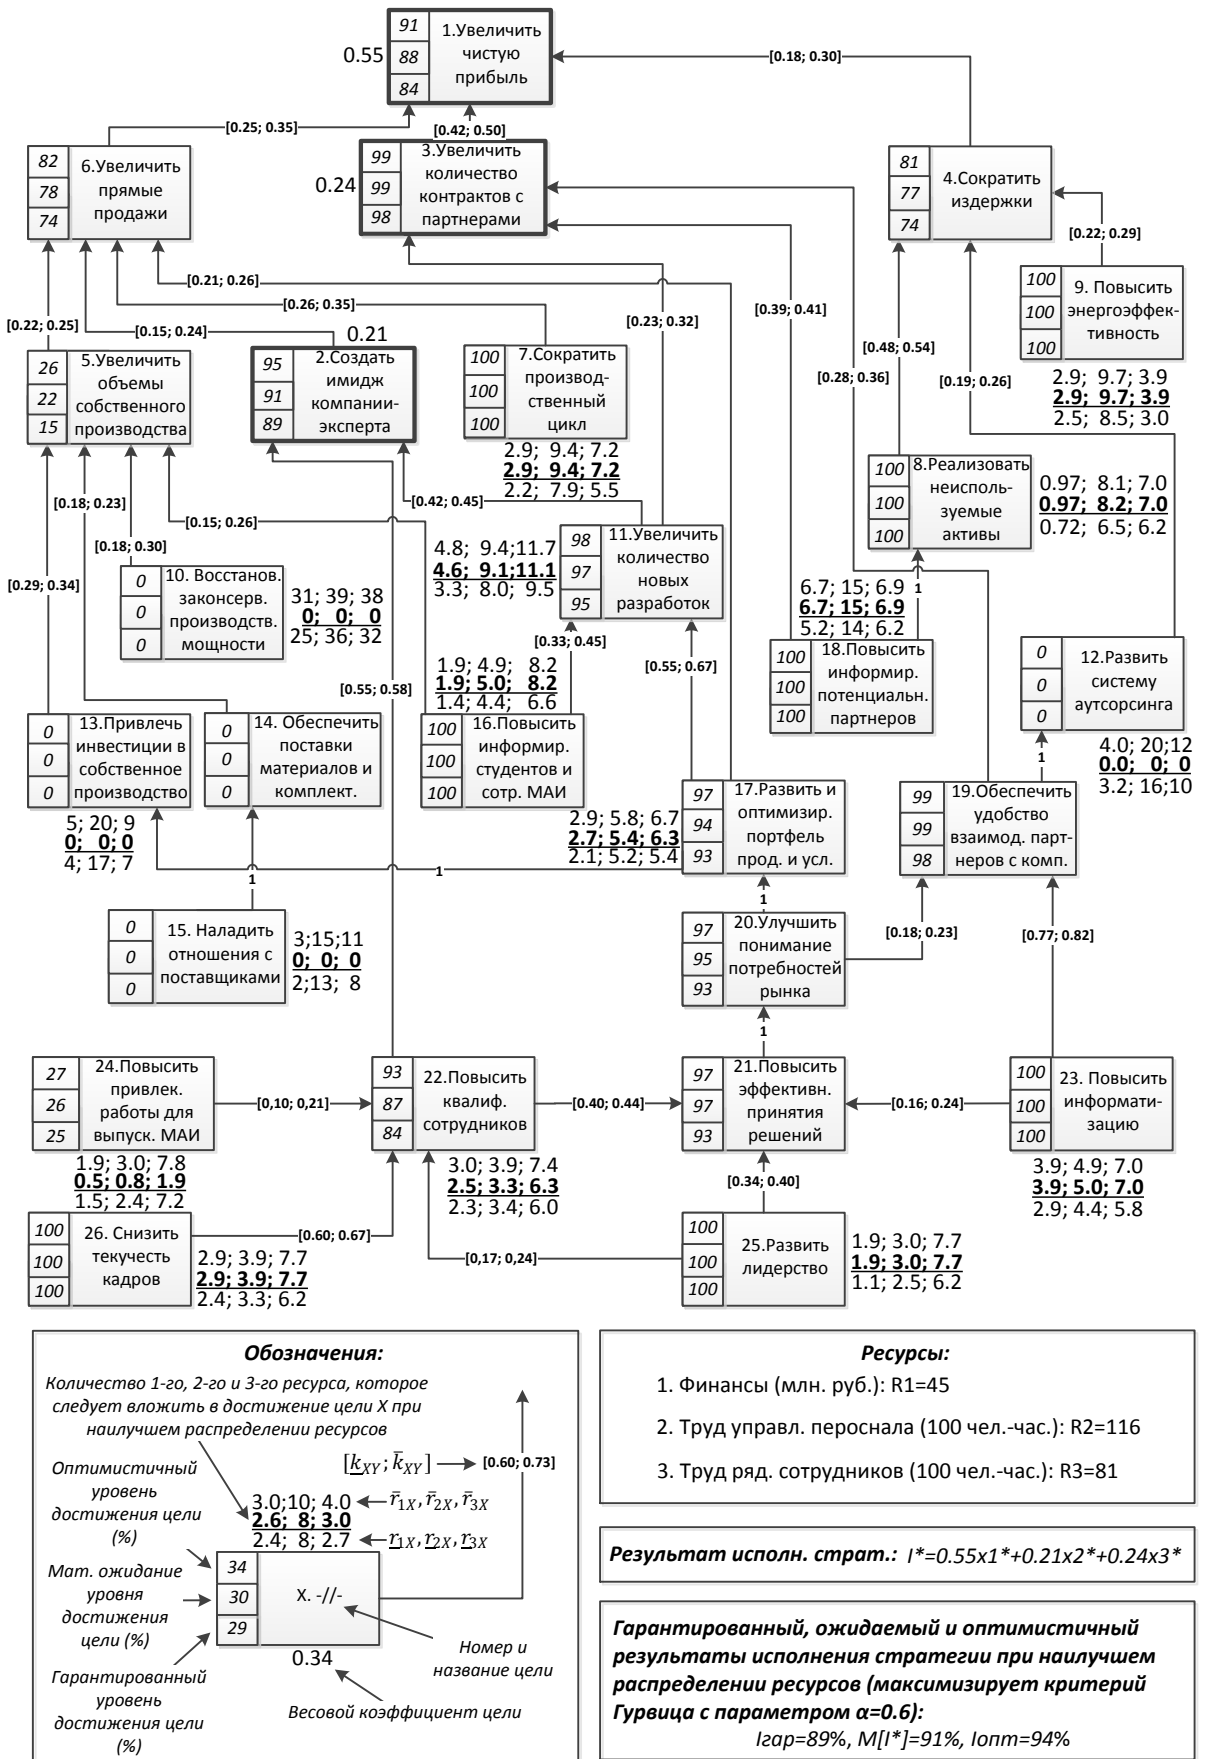 91
88
84
1.Увеличить
чистую
прибыль
0.55
[0.18; 0.30]
[0.25; 0.35]
[0.42; 0.50]
82
78
74
6.Увеличить
прямые
продажи
99
99
98
3.Увеличить
количество
контрактов с
партнерами
0.24
81
77
74
4.Сократить
издержки
[0.22; 0.29]
[0.21; 0.26]
[0.26; 0.35]
[0.22; 0.25]
[0.15; 0.24]
[0.23; 0.32]
[0.39; 0.41]
[0.28; 0.36]
[0.48; 0.54]
[0.19; 0.26]
100
100
100
9. Повысить
энергоэффек-
тивность
2.9; 9.7; 3.9
2.9; 9.7; 3.9
2.5; 8.5; 3.0
26
22
15
5.Увеличить
объемы
собственного
производства
0.21
95
91
89
2.Создать
имидж
компании-
эксперта
100
100
100
7.Сократить
производ-
ственный
цикл
2.9; 9.4; 7.2
2.9; 9.4; 7.2
2.2; 7.9; 5.5
100
100
100
8.Реализовать
неисполь-
зуемые
активы
0.97; 8.1; 7.0
0.97; 8.2; 7.0
0.72; 6.5; 6.2
[0.18; 0.23]
[0.42; 0.45]
[0.15; 0.26]
[0.18; 0.30]
[0.29; 0.34]
0
0
0
10. Восстанов.
законсерв.
производств.
мощности
31; 39; 38
0; 0; 0
25; 36; 32
4.8; 9.4;11.7
4.6; 9.1;11.1
3.3; 8.0; 9.5
98
97
95
11.Увеличить
количество
новых
разработок
6.7; 15; 6.9
6.7; 15; 6.9
5.2; 14; 6.2
1
[0.33; 0.45]
[0.55; 0.67]
[0.55; 0.58]
100
100
100
18.Повысить
информир.
потенциальн.
партнеров
0
0
0
12.Развить
систему
аутсорсинга
4.0; 20;12
0.0; 0; 0
3.2; 16;10
1
0
0
0
13.Привлечь
инвестиции в
собственное
производство
5; 20; 9
0; 0; 0
4; 17; 7
0
0
0
14. Обеспечить
поставки
материалов и
комплект.
1.9; 4.9; 8.2
1.9; 5.0; 8.2
1.4; 4.4; 6.6
100
100
100
16.Повысить
информир.
студентов и
сотр. МАИ
2.9; 5.8; 6.7
2.7; 5.4; 6.3
2.1; 5.2; 5.4
97
94
93
17.Развить и
оптимизир.
портфель
прод. и усл.
99
99
98
19.Обеспечить
удобство
взаимод. парт-
неров с комп.
1
1
1
[0.18; 0.23]
[0.77; 0.82]
0
0
0
15. Наладить
отношения с
поставщиками
3;15;11
0; 0; 0
2;13; 8
97
95
93
20.Улучшить
понимание
потребностей
рынка
1
27
26
25
24.Повысить
привлек.
работы для
выпуск. МАИ
1.9; 3.0; 7.8
0.5; 0.8; 1.9
1.5; 2.4; 7.2
[0,10; 0,21]
93
87
84
22.Повысить
квалиф.
сотрудников
3.0; 3.9; 7.4
2.5; 3.3; 6.3
2.3; 3.4; 6.0
[0.40; 0.44]
97
97
93
21.Повысить
эффективн.
принятия
решений
[0.16; 0.24]
100
100
100
23. Повысить
информати-
зацию
3.9; 4.9; 7.0
3.9; 5.0; 7.0
2.9; 4.4; 5.8
[0.34; 0.40]
100
100
100
26. Снизить
текучесть
кадров
2.9; 3.9; 7.7
2.9; 3.9; 7.7
2.4; 3.3; 6.2
[0.60; 0.67]
[0,17; 0,24]
100
100
100
25.Развить
лидерство
1.9; 3.0; 7.7
1.9; 3.0; 7.7
1.1; 2.5; 6.2
Обозначения:
Количество 1-го, 2-го и 3-го ресурса, которое
следует вложить в достижение цели X при
наилучшем распределении ресурсов
Оптимистичный
уровень
достижения цели
(%)
Мат. ожидание
уровня
достижения
цели (%)
Гарантированный
уровень
достижения цели
(%)
[k̲XY; k̄XY]
[0.60; 0.73]
3.0;10; 4.0
2.6; 8; 3.0
2.4; 8; 2.7
r̄1X, r̄2X, r̄3X
r̲1X, r̲2X, r̲3X
34
30
29
X. -//-
0.34
Номер и
название цели
Весовой коэффициент цели
Ресурсы:
1. Финансы (млн. руб.): R1=45
2. Труд управл. пероснала (100 чел.-час.): R2=116
3. Труд ряд. сотрудников (100 чел.-час.): R3=81
Результат исполн. страт.: I*=0.55x1*+0.21x2*+0.24x3*
Гарантированный, ожидаемый и оптимистичный
результаты исполнения стратегии при наилучшем
распределении ресурсов (максимизирует критерий
Гурвица с параметром α=0.6):
Iгар=89%, M[I*]=91%, Iопт=94%